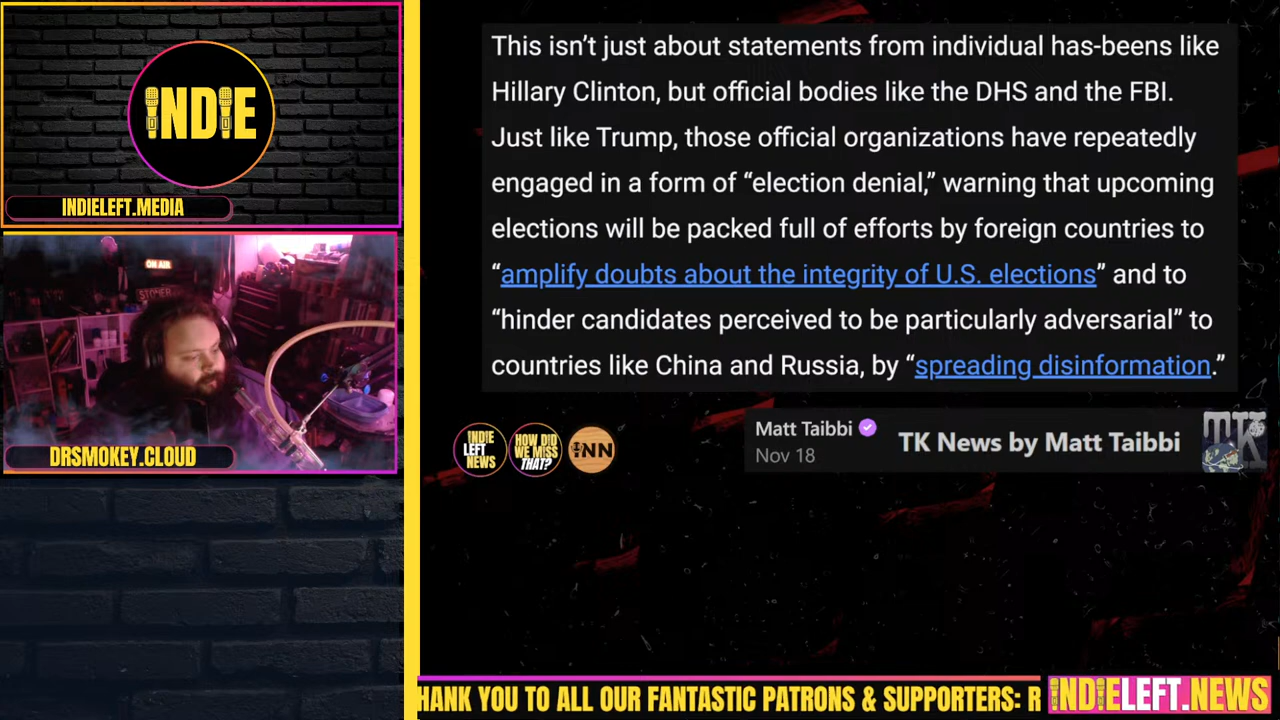 INDIE
INDIELEFT.MEDIA
ON AIR
STONER
DRSMOKEY.CLOUD
This isn’t just about statements from individual has-beens like
Hillary Clinton, but official bodies like the DHS and the FBI.
Just like Trump, those official organizations have repeatedly
engaged in a form of “election denial,” warning that upcoming
elections will be packed full of efforts by foreign countries to
“amplify doubts about the integrity of U.S. elections” and to
“hinder candidates perceived to be particularly adversarial” to
countries like China and Russia, by “spreading disinformation.”
INDIE
LEFT
NEWS
HOW DID
WE MISS
THAT?
INN
Matt Taibbi
Nov 18
TK News by Matt Taibbi
TK
HANK YOU TO ALL OUR FANTASTIC PATRONS & SUPPORTERS: R
INDIELEFT.NEWS